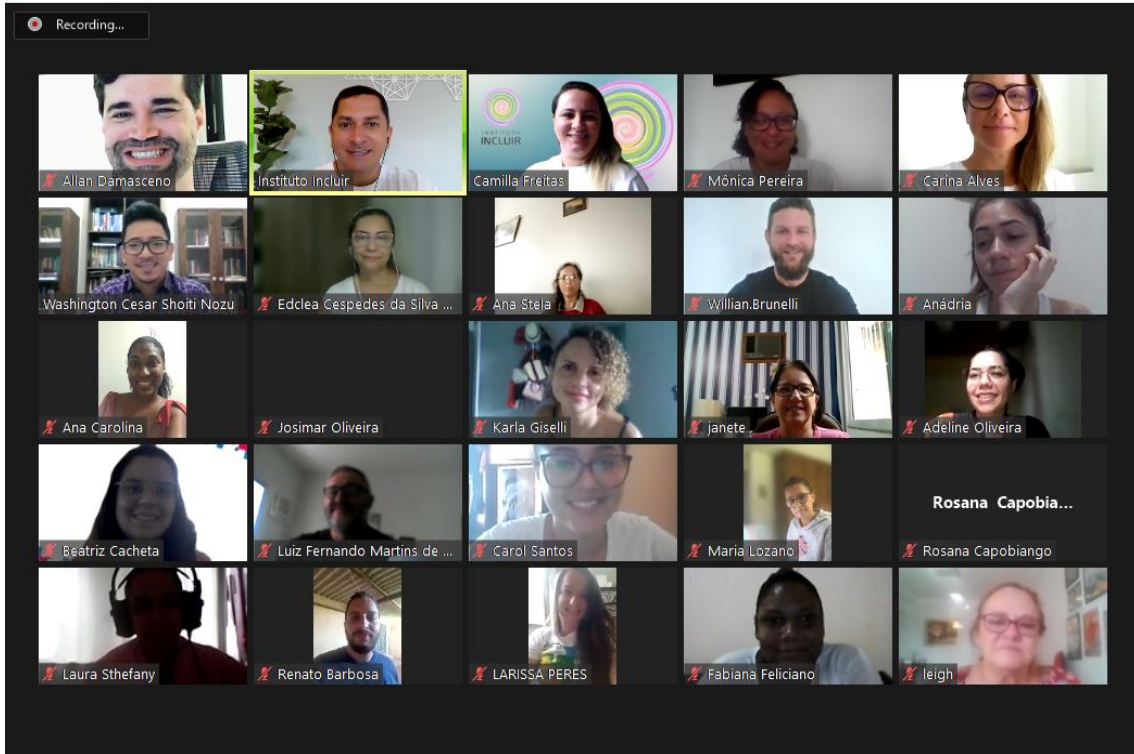 Recording...
Allan Damasceno
Instituto Incluir
INSTITUTO
INCLUIR
Camilla Freitas
Mônica Pereira
Carina Alves
Washington Cesar Shoiti Nozu
Edclea Cespedes da Silva ...
Ana Stela
Willian.Brunelli
Anádria
Ana Carolina
Josimar Oliveira
Karla Giselli
janete
Adeline Oliveira
Beatriz Cacheta
Luiz Fernando Martins de ...
Carol Santos
Maria Lozano
Rosana Capobia...
Rosana Capobiango
Laura Sthefany
Renato Barbosa
LARISSA PERES
Fabiana Feliciano
leigh